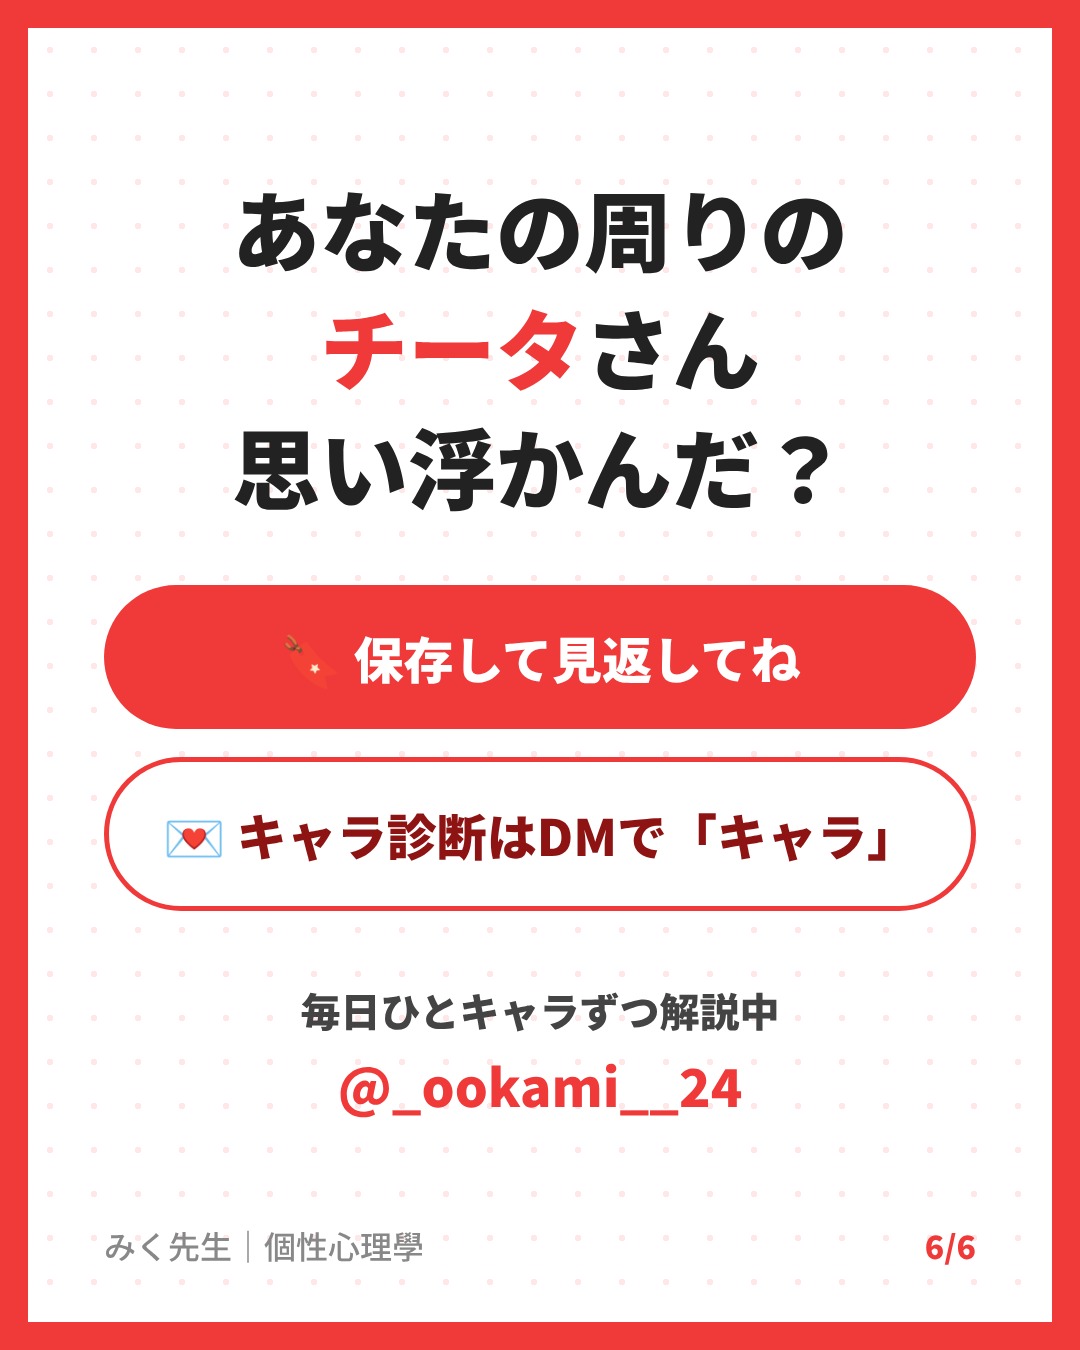 あなたの周りの
チータさん
思い浮かんだ？
🔖 保存して見返してね
💌 キャラ診断はDMで「キャラ」
毎日ひとキャラずつ解説中
@_ookami__24
みく先生｜個性心理學
6/6